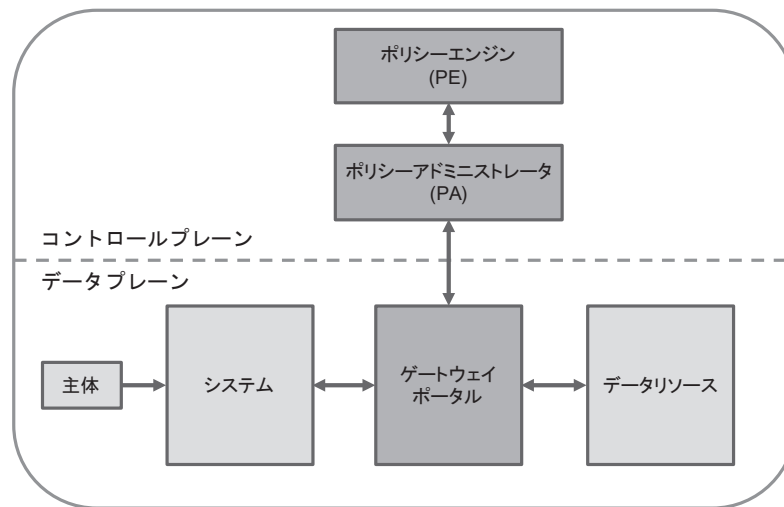 ポリシーエンジン
(PE)
ポリシーアドミニストレータ
(PA)
コントロールプレーン
データプレーン
主体
システム
ゲートウェイ
ポータル
データリソース